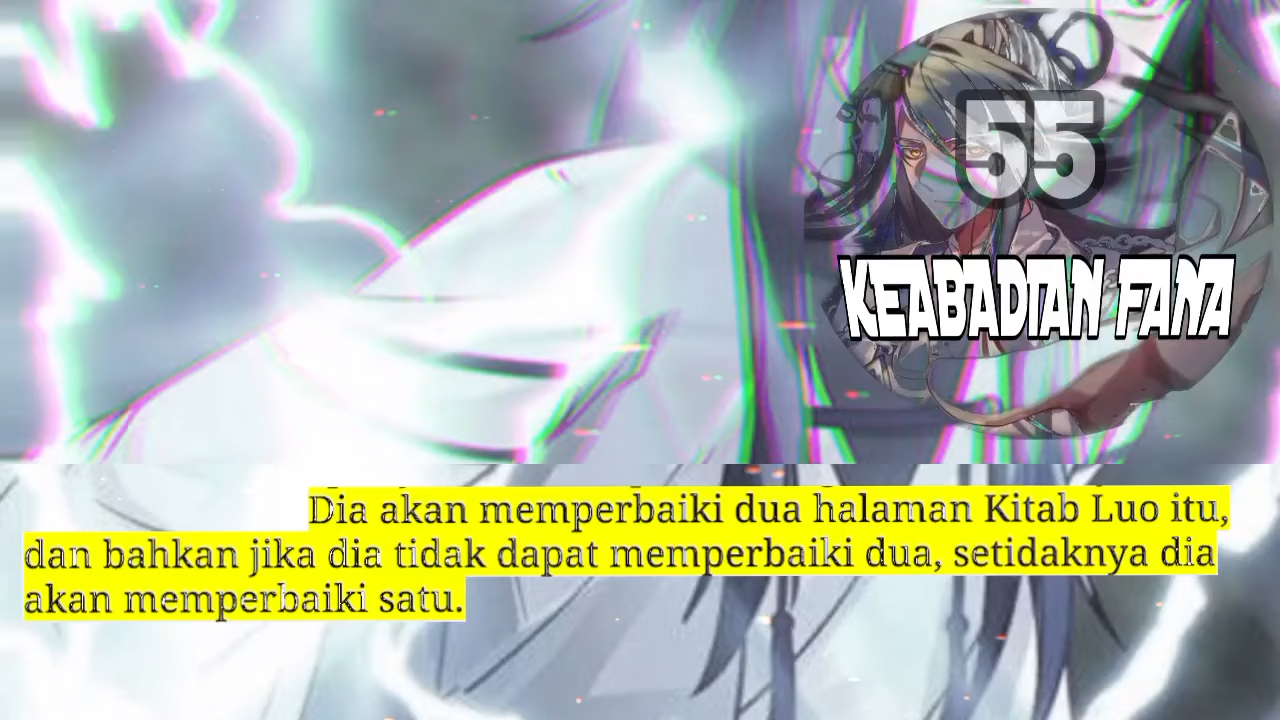 55
KEABADIAN FANA
Dia akan memperbaiki dua halaman Kitab Luo itu,
dan bahkan jika dia tidak dapat memperbaiki dua, setidaknya dia
akan memperbaiki satu.